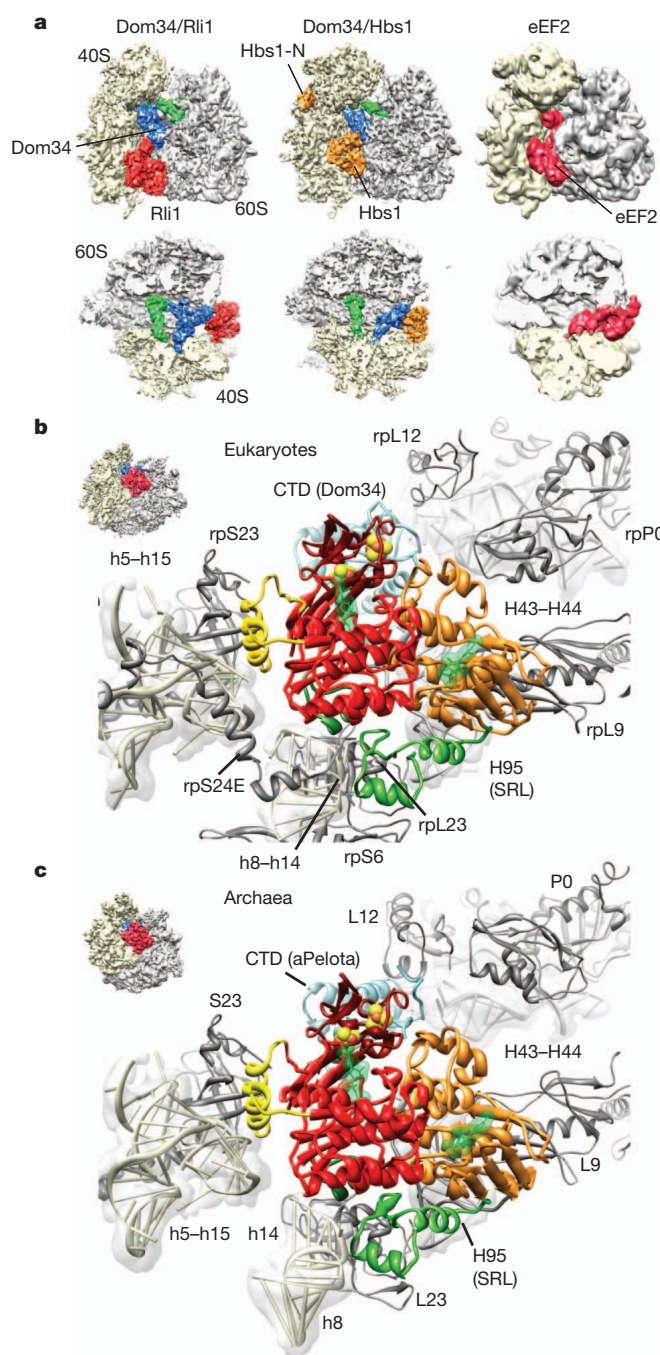 a
Dom34/Rli1
Dom34/Hbs1
eEF2
40S
Hbs1-N
Dom34
Rli1
60S
Hbs1
eEF2
60S
40S
b
Eukaryotes
rpL12
CTD (Dom34)
rpS23
rpP0
h5–h15
H43–H44
rpL9
rpS24E
H95
(SRL)
rpL23
h8–h14
rpS6
c
Archaea
P0
L12
CTD (aPelota)
S23
H43–H44
L9
h5–h15
h14
H95
(SRL)
L23
h8